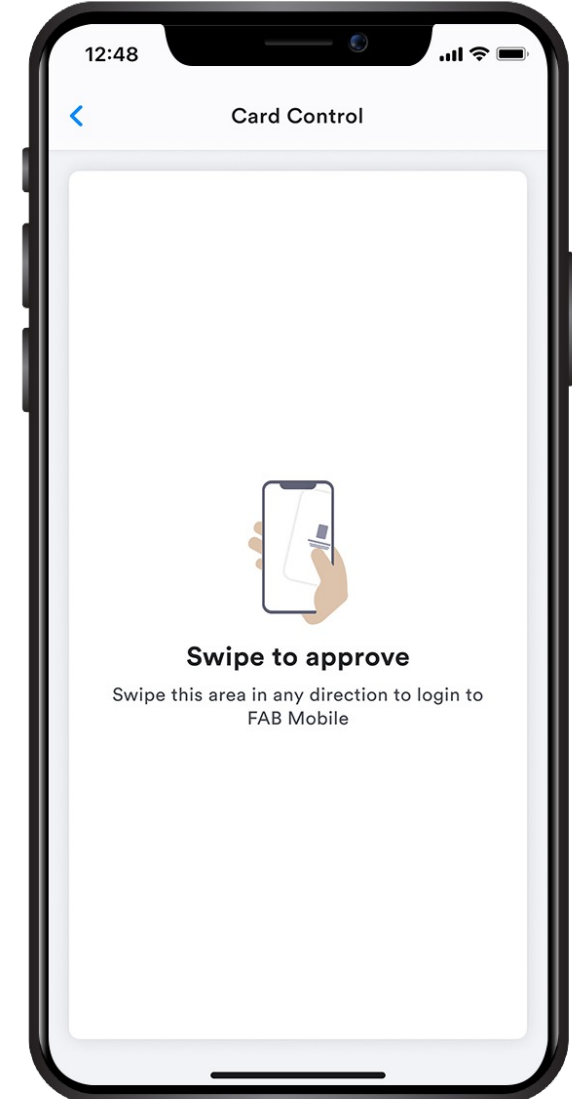 12:48
Card Control
Swipe to approve
Swipe this area in any direction to login to
FAB Mobile